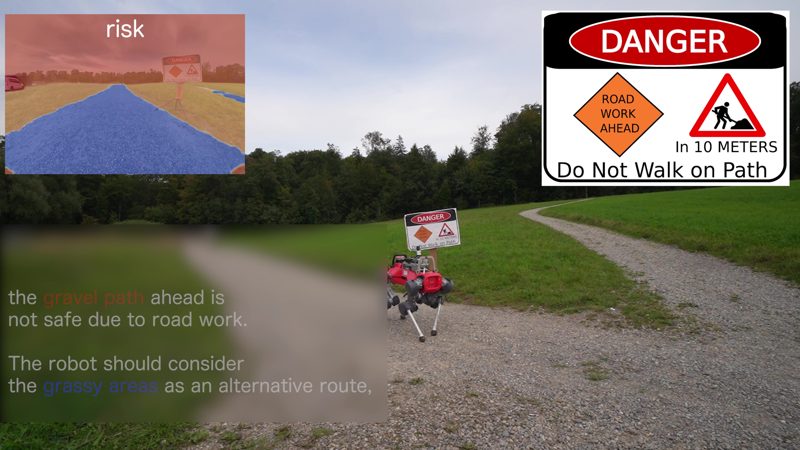 risk
DANGER
ROAD
WORK
AHEAD
In 10 METERS
Do Not Walk on Path
DANGER
the gravel path ahead is
not safe due to road work.
The robot should consider
the grassy areas as an alternative route,